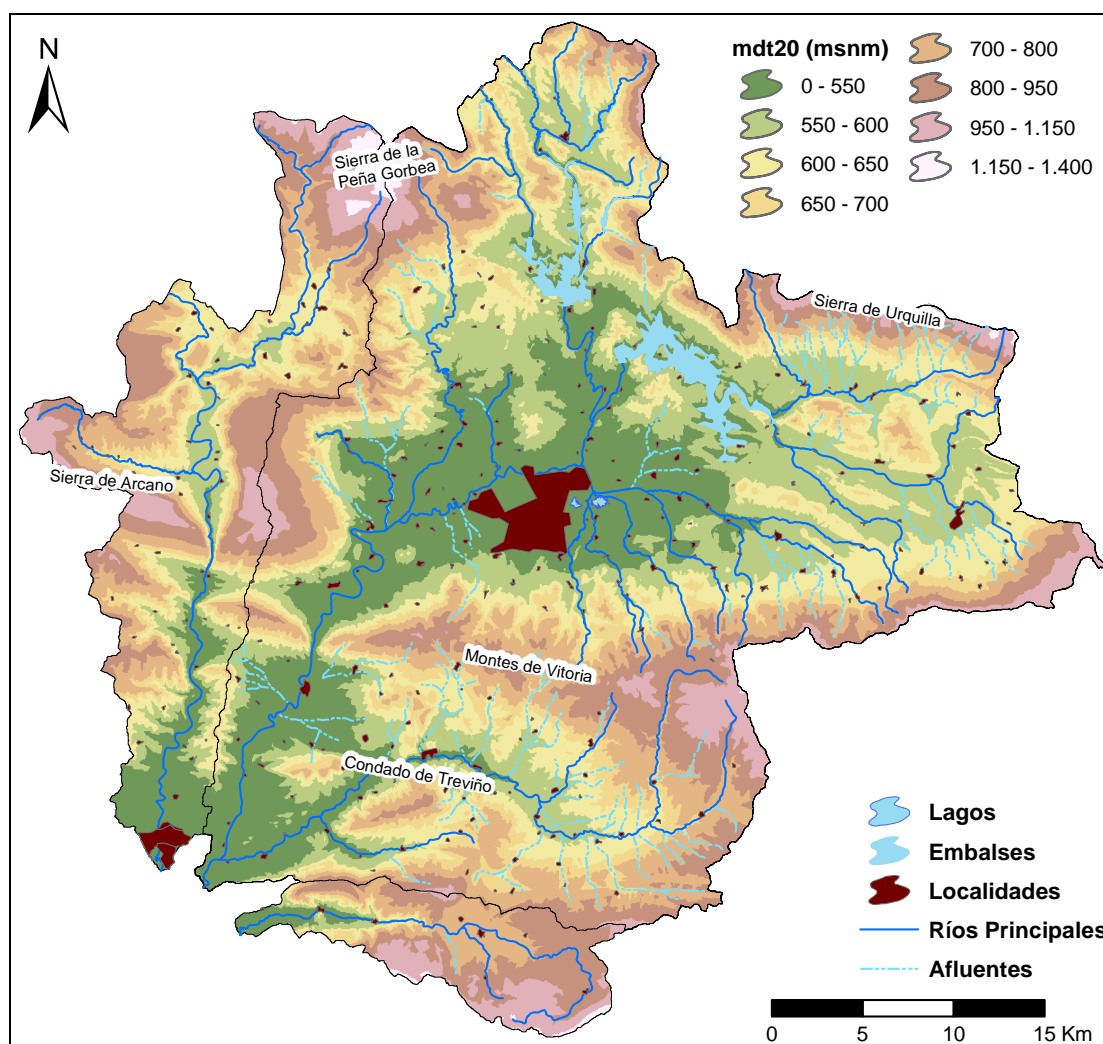 N
mdt20 (msnm)
0 - 550
550 - 600
600 - 650
650 - 700
700 - 800
800 - 950
950 - 1.150
1.150 - 1.400
Sierra de la
Peña Gorbea
Sierra de Urquilla
Sierra de Arcano
Montes de Vitoria
Condado de Treviño
Lagos
Embalses
Localidades
Ríos Principales
Afluentes
0 5 10 15 Km